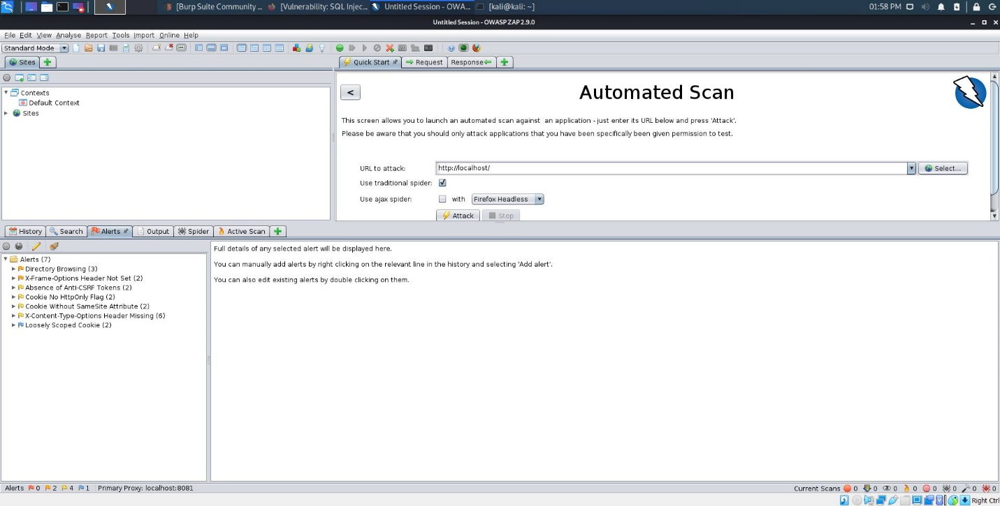 [Burp Suite Community ... [Vulnerability: SQL Injec... Untitled Session - OWA... [kali@kali: ~] 01:58 PM
Untitled Session - OWASP ZAP 2.9.0
File Edit View Analyse Report Tools Import Online Help
Standard Mode
Sites Quick Start Request Response
Contexts
Default Context
Sites
< Automated Scan
This screen allows you to launch an automated scan against an application - just enter its URL below and press 'Attack'.
Please be aware that you should only attack applications that you have been specifically been given permission to test.
URL to attack: http://localhost/ Select...
Use traditional spider:
Use ajax spider: with Firefox Headless
Attack Stop
History Search Alerts Output Spider Active Scan
Alerts (7)
Directory Browsing (3)
X-Frame-Options Header Not Set (2)
Absence of Anti-CSRF Tokens (2)
Cookie No HttpOnly Flag (2)
Cookie Without SameSite Attribute (2)
X-Content-Type-Options Header Missing (6)
Loosely Scoped Cookie (2)
Full details of any selected alert will be displayed here.
You can manually add alerts by right clicking on the relevant line in the history and selecting 'Add alert'.
You can also edit existing alerts by double clicking on them.
Alerts 0 2 4 1 Primary Proxy: localhost:8081 Current Scans 0 0 0 0 0 0 0 0
Right Ctrl